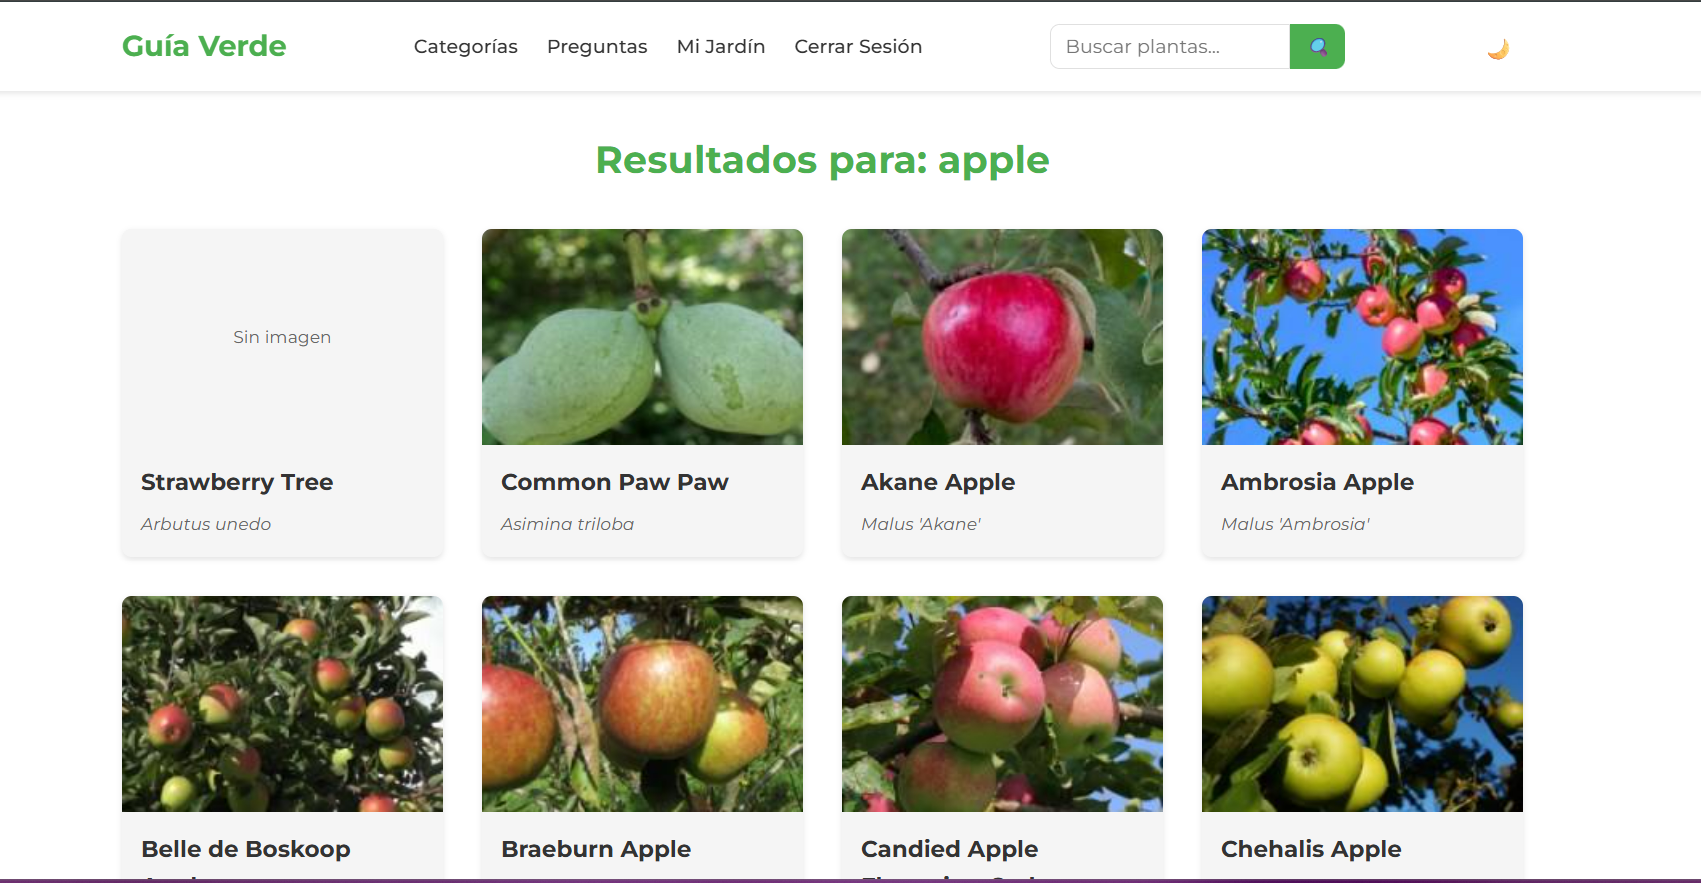 Guía Verde
Categorías Preguntas Mi Jardín Cerrar Sesión
Buscar plantas...
Resultados para: apple
Sin imagen
Strawberry Tree
Arbutus unedo
Common Paw Paw
Asimina triloba
Akane Apple
Malus 'Akane'
Ambrosia Apple
Malus 'Ambrosia'
Belle de Boskoop
Braeburn Apple
Candied Apple
Chehalis Apple